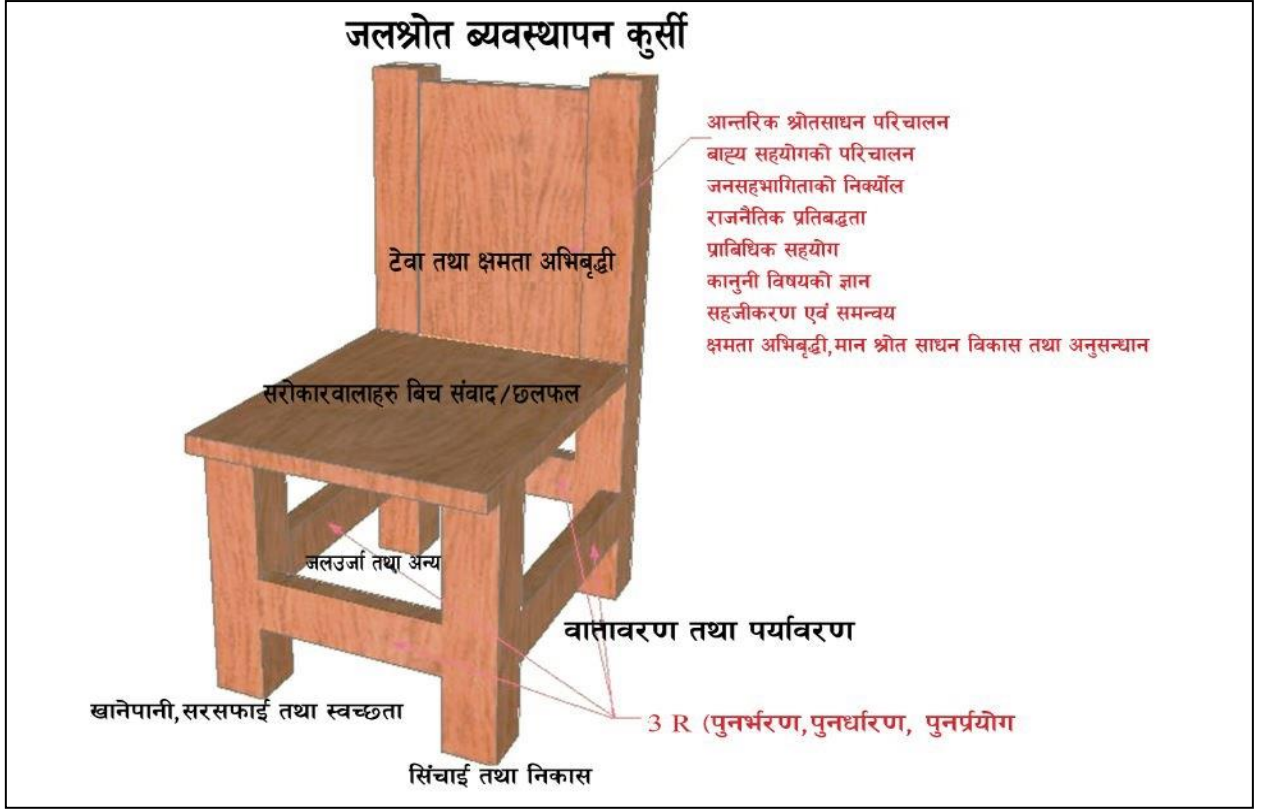 जलश्रोत ब्यवस्थापन कुर्सी
आन्तरिक श्रोतसाधन परिचालन
बाह्य सहयोगको परिचालन
जनसहभागिताको निर्क्योल
राजनैतिक प्रतिबद्धता
प्राबिधिक सहयोग
कानुनी विषयको ज्ञान
सहजीकरण एवं समन्वय
क्षमता अभिबृद्धी,मान श्रोत साधन विकास तथा अनुसन्धान
टेवा तथा क्षमता अभिबृद्धी
सरोकारवालाहरु बिच संवाद/छलफल
जलउर्जा तथा अन्य
वातावरण तथा पर्यावरण
खानेपानी,सरसफाई तथा स्वच्छता
3 R (पुनर्भरण,पुनर्धारण, पुनर्प्रयोग
सिंचाई तथा निकास